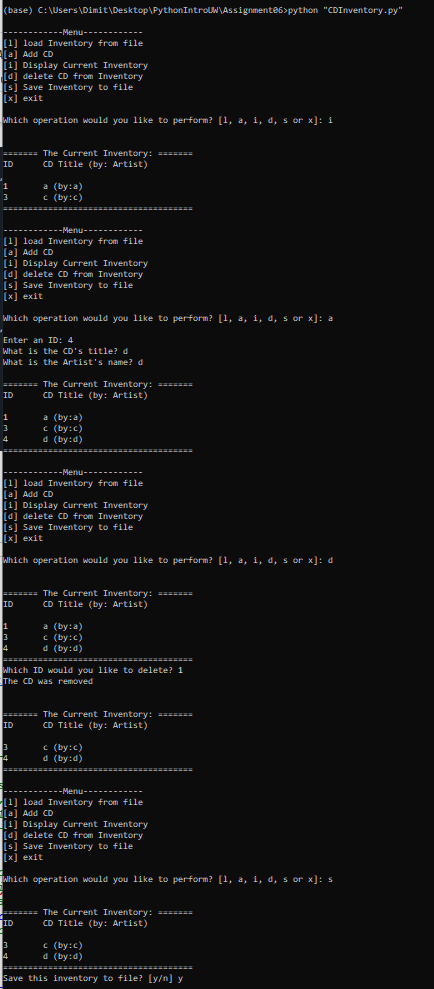 (base) C:\Users\Dimit\Desktop\PythonIntroUW\Assignment06>python "CDInventory.py"
------------Menu------------
[l] load Inventory from file
[a] Add CD
[i] Display Current Inventory
[d] delete CD from Inventory
[s] Save Inventory to file
[x] exit
Which operation would you like to perform? [l, a, i, d, s or x]: i
======= The Current Inventory: =======
ID CD Title (by: Artist)
1 a (by:a)
3 c (by:c)
======================================
------------Menu------------
[l] load Inventory from file
[a] Add CD
[i] Display Current Inventory
[d] delete CD from Inventory
[s] Save Inventory to file
[x] exit
Which operation would you like to perform? [l, a, i, d, s or x]: a
Enter an ID: 4
What is the CD's title? d
What is the Artist's name? d
======= The Current Inventory: =======
ID CD Title (by: Artist)
1 a (by:a)
3 c (by:c)
4 d (by:d)
======================================
------------Menu------------
[l] load Inventory from file
[a] Add CD
[i] Display Current Inventory
[d] delete CD from Inventory
[s] Save Inventory to file
[x] exit
Which operation would you like to perform? [l, a, i, d, s or x]: d
======= The Current Inventory: =======
ID CD Title (by: Artist)
1 a (by:a)
3 c (by:c)
4 d (by:d)
======================================
Which ID would you like to delete? 1
The CD was removed
======= The Current Inventory: =======
ID CD Title (by: Artist)
3 c (by:c)
4 d (by:d)
======================================
------------Menu------------
[l] load Inventory from file
[a] Add CD
[i] Display Current Inventory
[d] delete CD from Inventory
[s] Save Inventory to file
[x] exit
Which operation would you like to perform? [l, a, i, d, s or x]: s
======= The Current Inventory: =======
ID CD Title (by: Artist)
3 c (by:c)
4 d (by:d)
======================================
Save this inventory to file? [y/n] y